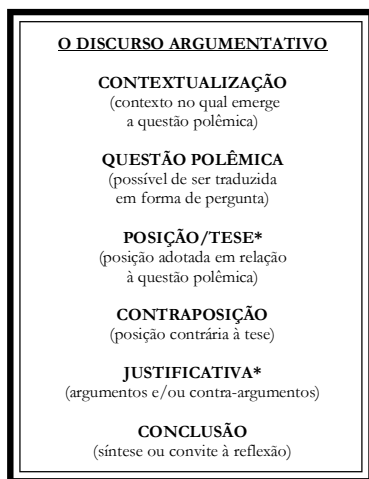 O DISCURSO ARGUMENTATIVO
CONTEXTUALIZAÇÃO
(contexto no qual emerge
a questão polêmica)
QUESTÃO POLÊMICA
(possível de ser traduzida
em forma de pergunta)
POSIÇÃO/TESE*
(posição adotada em relação
à questão polêmica)
CONTRAPOSIÇÃO
(posição contrária à tese)
JUSTIFICATIVA*
(argumentos e/ou contra-argumentos)
CONCLUSÃO
(síntese ou convite à reflexão)